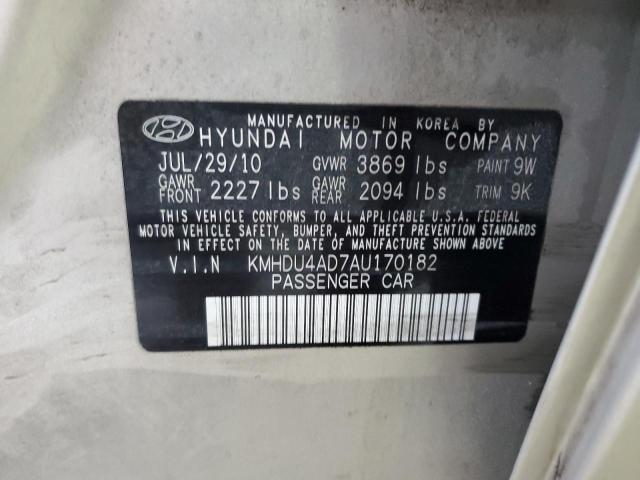 MANUFACTURED IN KOREA BY
HYUNDAI MOTOR COMPANY
JUL/29/10 GVWR 3869 lbs PAINT 9W
GAWR FRONT 2227 lbs GAWR REAR 2094 lbs TRIM 9K
THIS VEHICLE CONFORMS TO ALL APPLICABLE U.S.A. FEDERAL
MOTOR VEHICLE SAFETY, BUMPER, AND THEFT PREVENTION STANDARDS
IN EFFECT ON THE DATE OF MANUFACTURE SHOWN ABOVE
V.I.N KMHDU4AD7AU170182
PASSENGER CAR